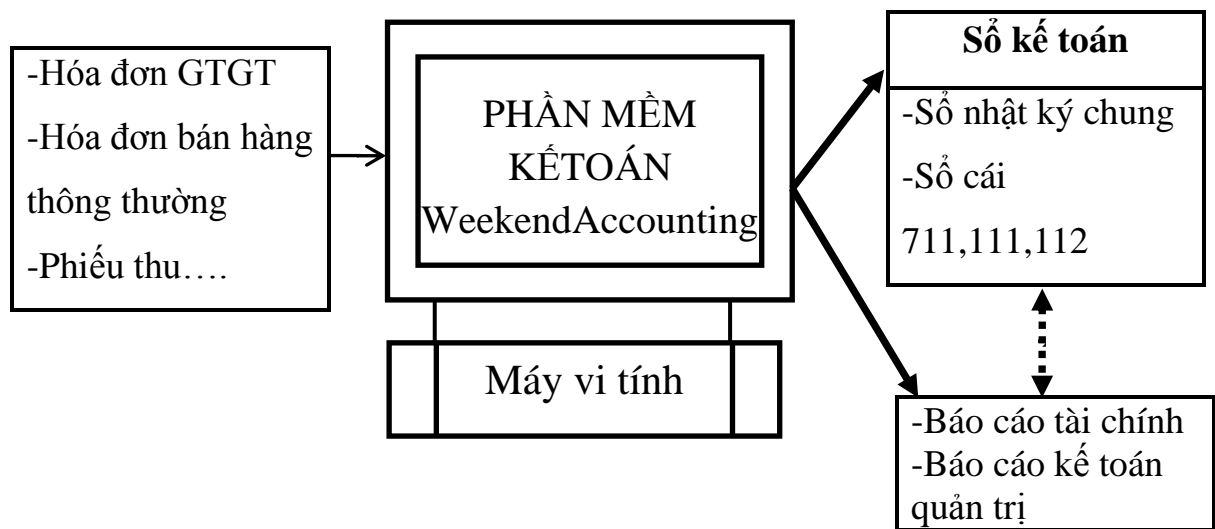 -Hóa đơn GTGT
-Hóa đơn bán hàng
thông thường
-Phiếu thu….
PHẦN MỀM
KẾTOÁN
WeekendAccounting
Máy vi tính
Sổ kế toán
-Sổ nhật ký chung
-Sổ cái
711,111,112
-Báo cáo tài chính
-Báo cáo kế toán
quản trị